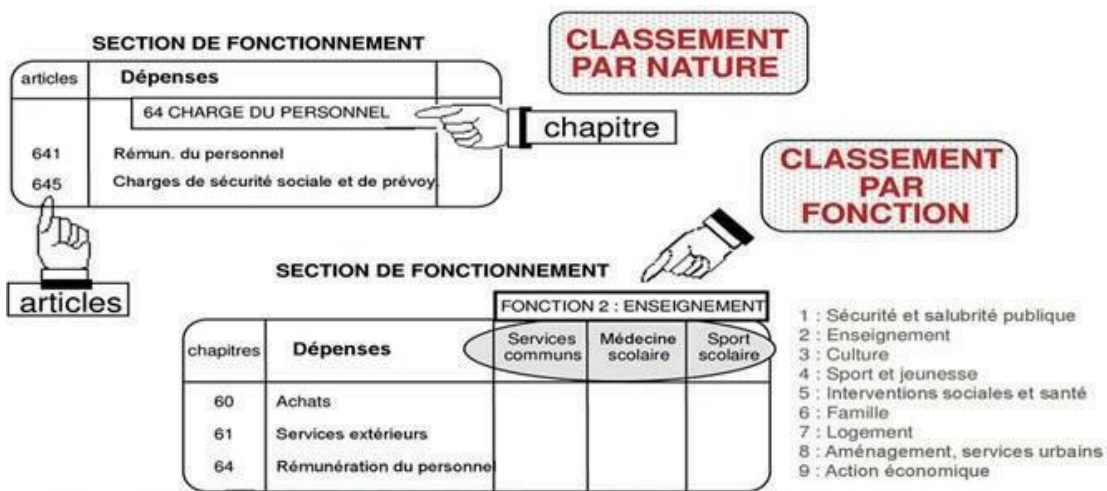 SECTION DE FONCTIONNEMENT
CLASSEMENT
PAR NATURE
articles
Dépenses
64 CHARGE DU PERSONNEL
chapitre
641 Rémun. du personnel
645 Charges de sécurité sociale et de prévoy.
articles
CLASSEMENT
PAR
FONCTION
SECTION DE FONCTIONNEMENT
FONCTION 2 : ENSEIGNEMENT
chapitres
Dépenses
Services
communs
Médecine
scolaire
Sport
scolaire
60 Achats
61 Services extérieurs
64 Rémunération du personnel
1 : Sécurité et salubrité publique
2 : Enseignement
3 : Culture
4 : Sport et jeunesse
5 : Interventions sociales et santé
6 : Famille
7 : Logement
8 : Aménagement, services urbains
9 : Action économique